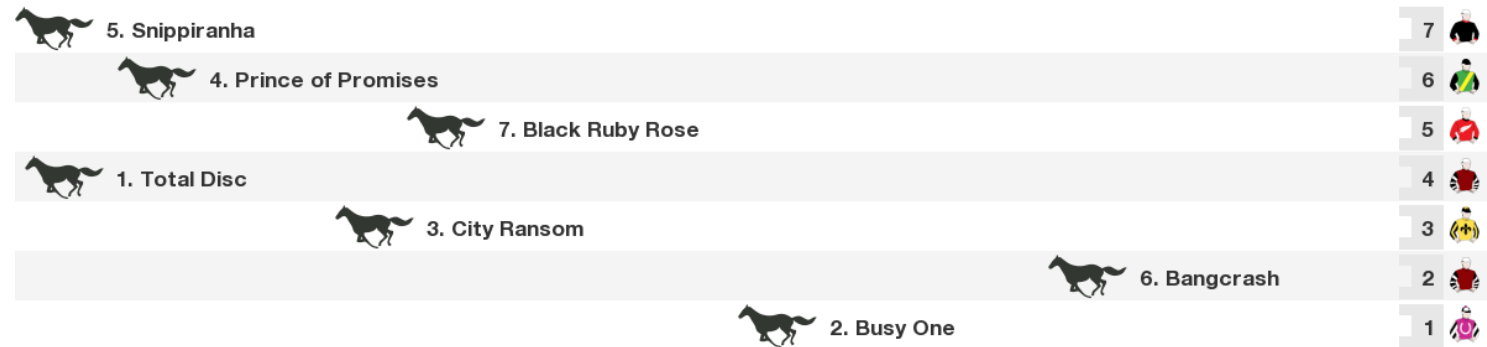 5. Snippiranha 7
4. Prince of Promises 6
7. Black Ruby Rose 5
1. Total Disc 4
3. City Ransom 3
6. Bangcrash 2
2. Busy One 1